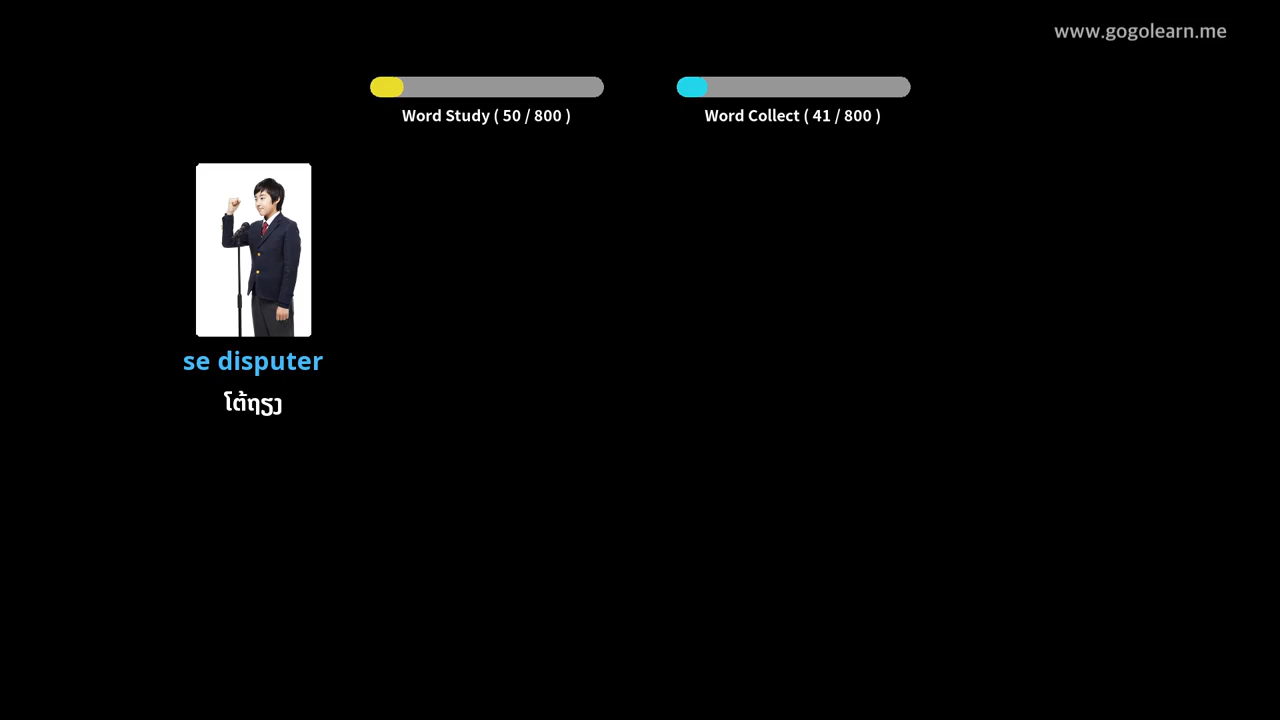 www.gogolearn.me
Word Study ( 50 / 800 )
Word Collect ( 41 / 800 )
se disputer
ໂຕ້ຖຽງ